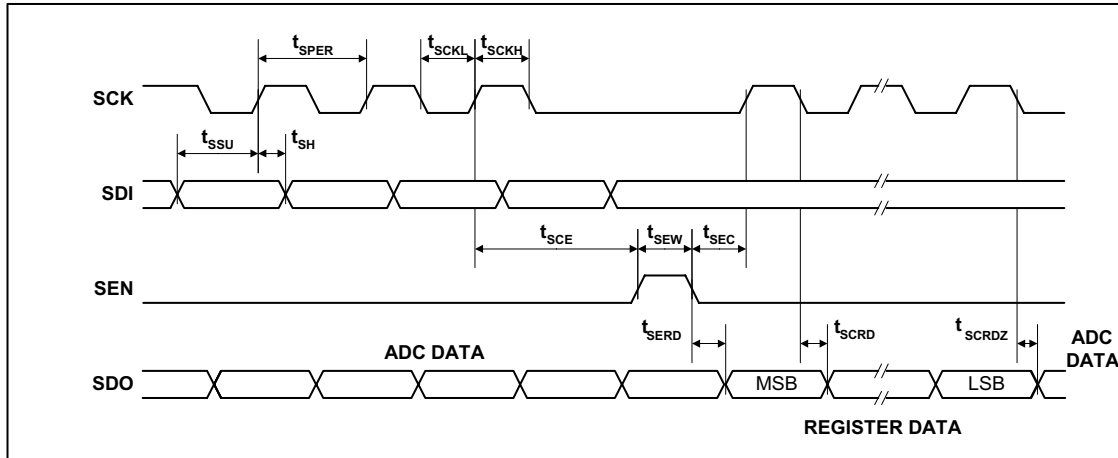 tSPER tSCKL tSCKH
SCK
tSSU tSH
SDI
tSCE tSEW tSEC
SEN
tSERD tSCRD tSCRDZ
ADC DATA
ADC
DATA
SDO
MSB
LSB
REGISTER DATA